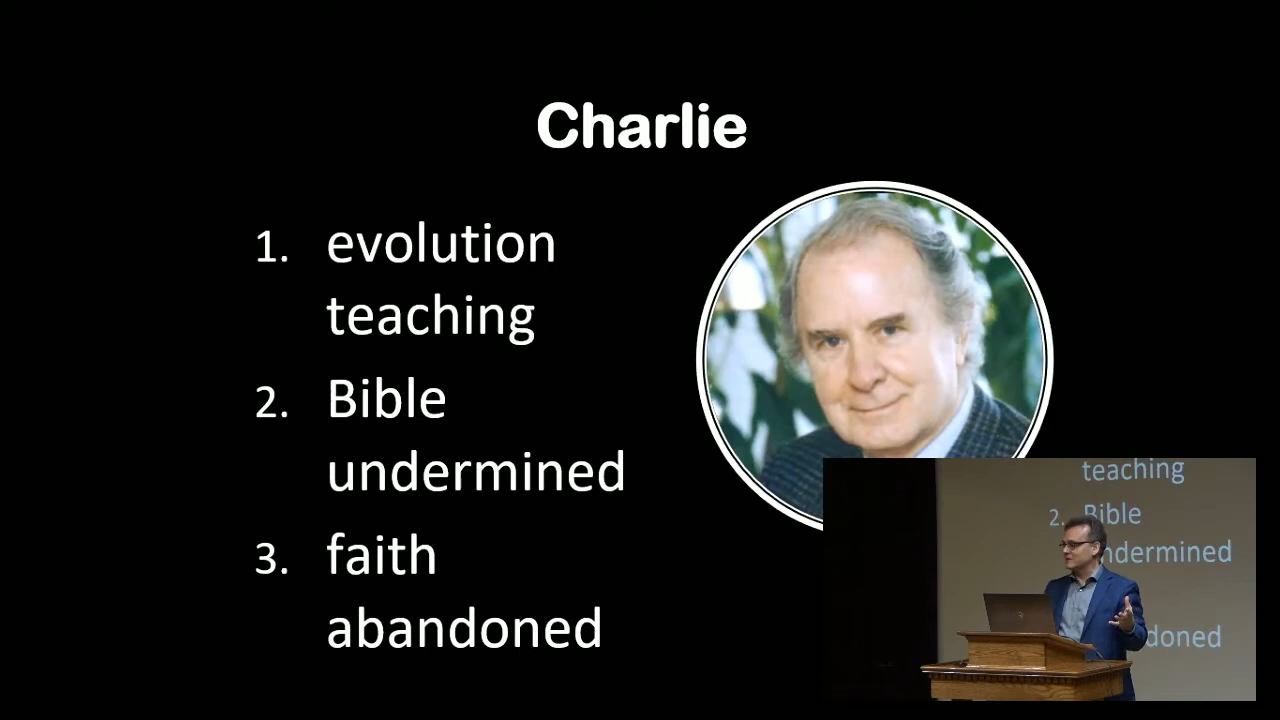 Charlie
1. evolution
teaching
2. Bible
undermined
3. faith
abandoned
teaching
2. Bible
ndermined
doned